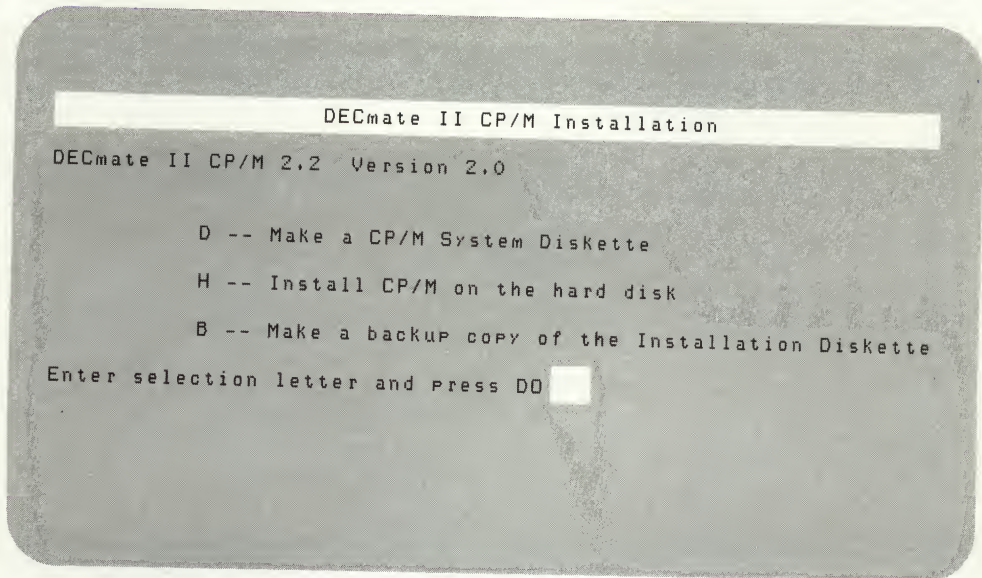 DECmate II CP/M Installation
DECmate II CP/M 2.2 Version 2.0
D -- Make a CP/M System Diskette
H -- Install CP/M on the hard disk
B -- Make a backup copy of the Installation Diskette
Enter selection letter and press DO